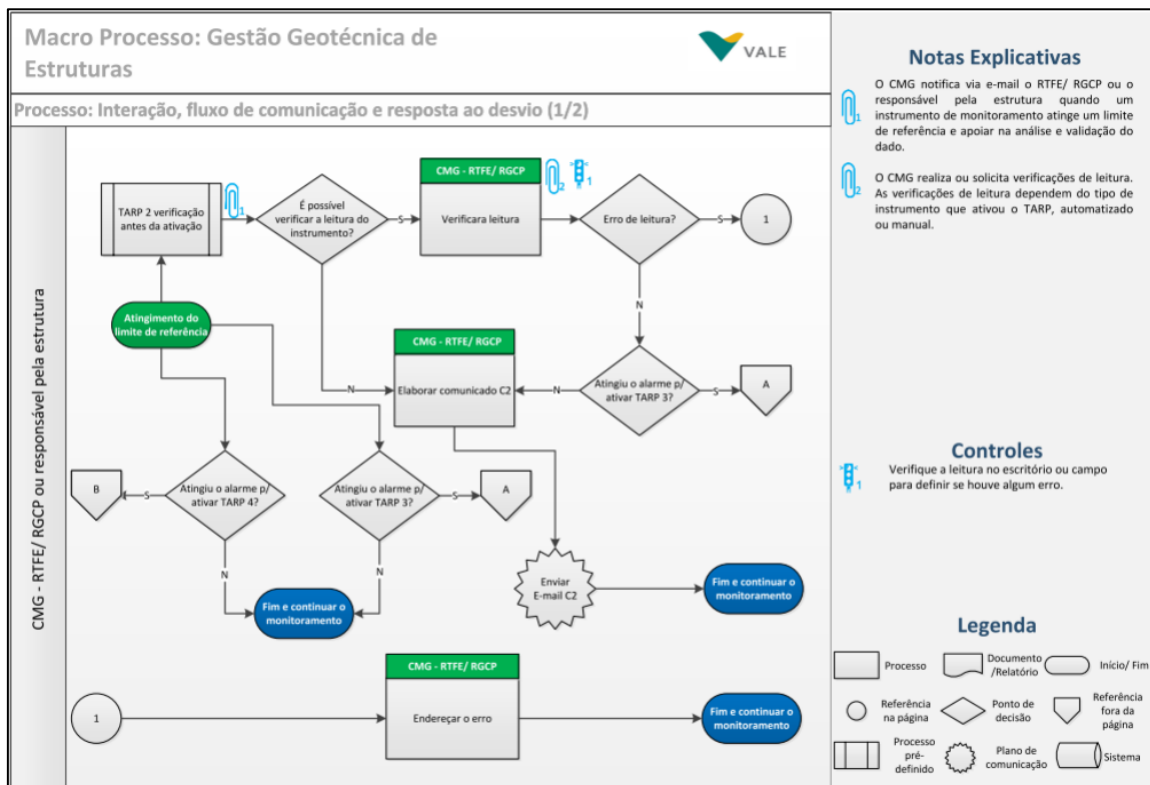 Macro Processo: Gestão Geotécnica de
Estruturas
VALE
Processo: Interação, fluxo de comunicação e resposta ao desvio (1/2)
CMG - RTFE/ RGCP ou responsável pela estrutura
TARP 2 verificação
antes da ativação
1
É possível
verificar a leitura do
instrumento?
S
CMG - RTFE/ RGCP
Verificara leitura
2
1
Erro de leitura?
S
1
N
Atingimento do
limite de referência
N
CMG - RTFE/ RGCP
Elaborar comunicado C2
N
Atingiu o alarme p/
ativar TARP 3?
S
A
B
S
Atingiu o alarme p/
ativar TARP 4?
Atingiu o alarme p/
ativar TARP 3?
S
A
N
N
Fim e continuar o
monitoramento
Enviar
E-mail C2
Fim e continuar o
monitoramento
1
CMG - RTFE/ RGCP
Endereçar o erro
Fim e continuar o
monitoramento
Notas Explicativas
1
O CMG notifica via e-mail o RTFE/ RGCP ou o
responsável pela estrutura quando um
instrumento de monitoramento atinge um limite
de referência e apoiar na análise e validação do
dado.
2
O CMG realiza ou solicita verificações de leitura.
As verificações de leitura dependem do tipo de
instrumento que ativou o TARP, automatizado
ou manual.
Controles
1
Verifique a leitura no escritório ou campo
para definir se houve algum erro.
Legenda
Processo
Documento
/Relatório
Início/ Fim
Referência
na página
Ponto de
decisão
Referência
fora da
página
Processo
pré-
definido
Plano de
comunicação
Sistema